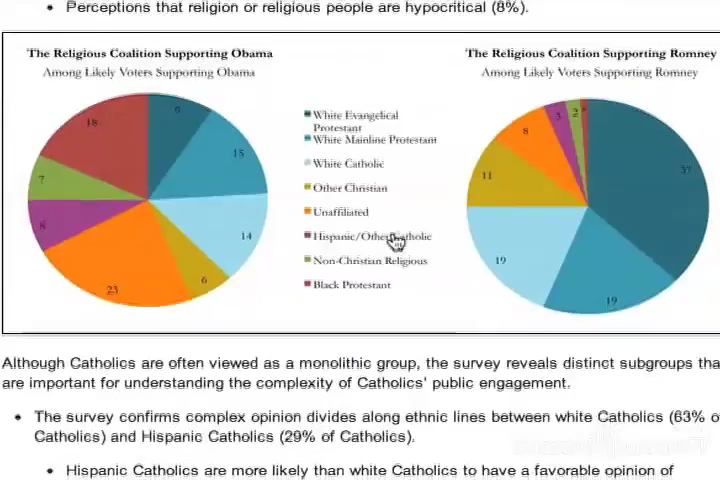 • Perceptions that religion or religious people are hypocritical (8%).
The Religious Coalition Supporting Obama
Among Likely Voters Supporting Obama
The Religious Coalition Supporting Romney
Among Likely Voters Supporting Romney
18
15
14
6
23
7
White Evangelical
Protestant
White Mainline Protestant
White Catholic
Other Christian
Unaffiliated
Hispanic/Other Catholic
Non-Christian Religious
Black Protestant
37
19
19
11
8
3
2
Although Catholics are often viewed as a monolithic group, the survey reveals distinct subgroups tha
are important for understanding the complexity of Catholics' public engagement.
• The survey confirms complex opinion divides along ethnic lines between white Catholics (63% o
Catholics) and Hispanic Catholics (29% of Catholics).
• Hispanic Catholics are more likely than white Catholics to have a favorable opinion of